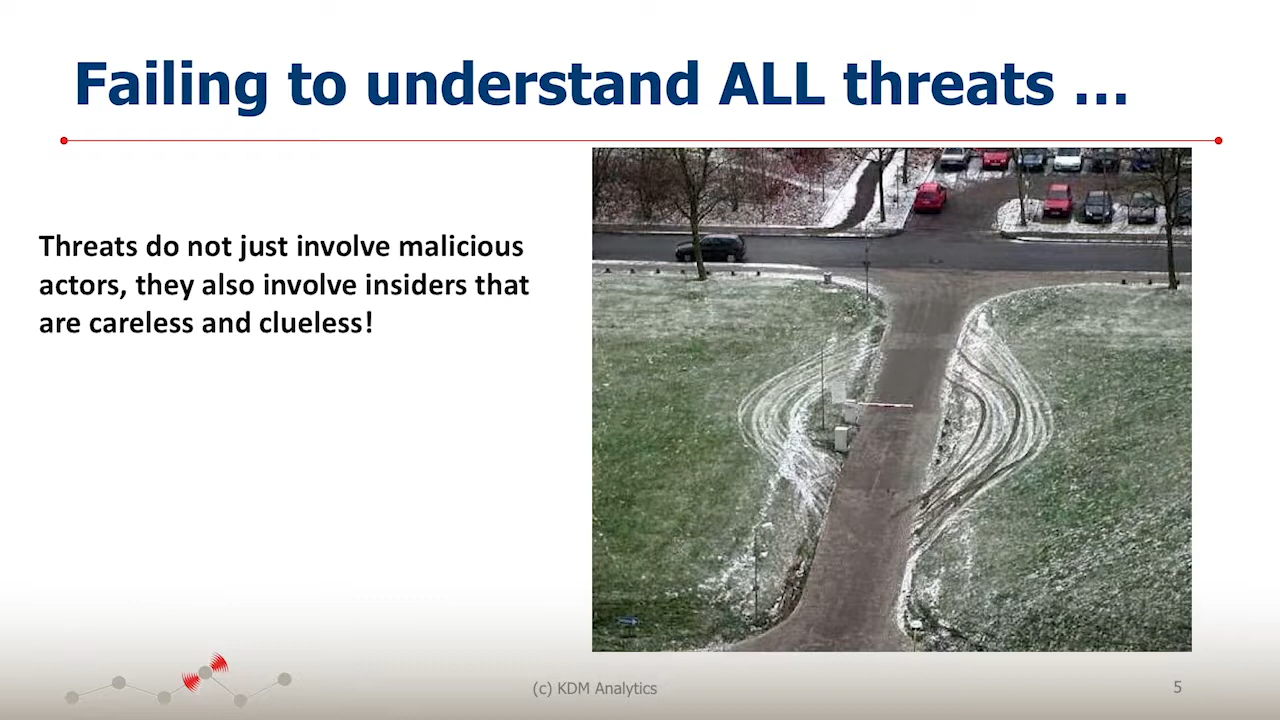 Failing to understand ALL threats ...
Threats do not just involve malicious
actors, they also involve insiders that
are careless and clueless!
(c) KDM Analytics
5